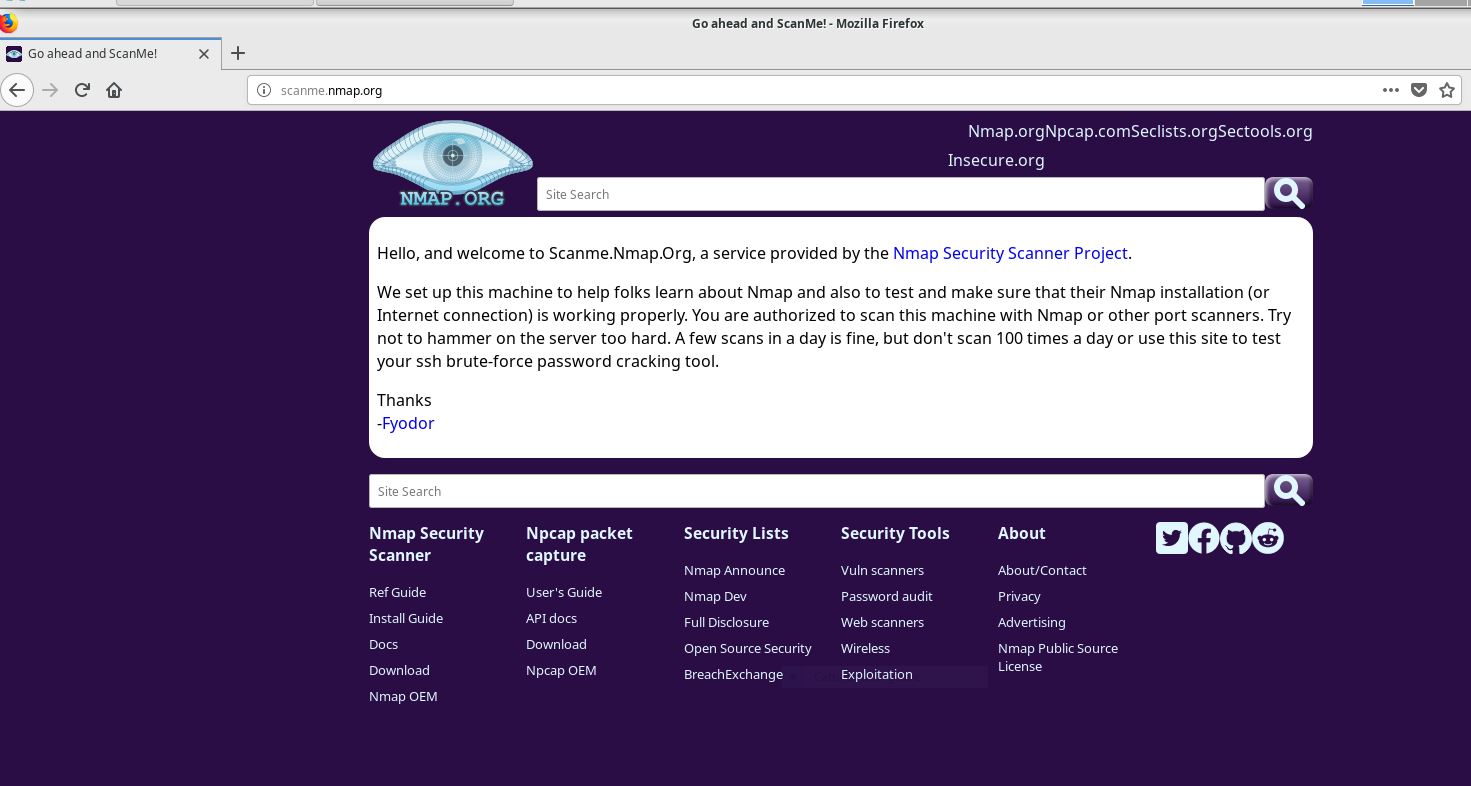 Go ahead and ScanMe! - Mozilla Firefox
Go ahead and ScanMe!
scanme.nmap.org
NMAP.ORG
Nmap.orgNpcap.comSeclists.orgSectools.org
Insecure.org
Site Search
Hello, and welcome to Scanme.Nmap.Org, a service provided by the Nmap Security Scanner Project.
We set up this machine to help folks learn about Nmap and also to test and make sure that their Nmap installation (or
Internet connection) is working properly. You are authorized to scan this machine with Nmap or other port scanners. Try
not to hammer on the server too hard. A few scans in a day is fine, but don't scan 100 times a day or use this site to test
your ssh brute-force password cracking tool.
Thanks
-Fyodor
Site Search
Nmap Security
Scanner
Ref Guide
Install Guide
Docs
Download
Nmap OEM
Npcap packet
capture
User's Guide
API docs
Download
Npcap OEM
Security Lists
Nmap Announce
Nmap Dev
Full Disclosure
Open Source Security
BreachExchange
Security Tools
Vuln scanners
Password audit
Web scanners
Wireless
Exploitation
About
About/Contact
Privacy
Advertising
Nmap Public Source
License